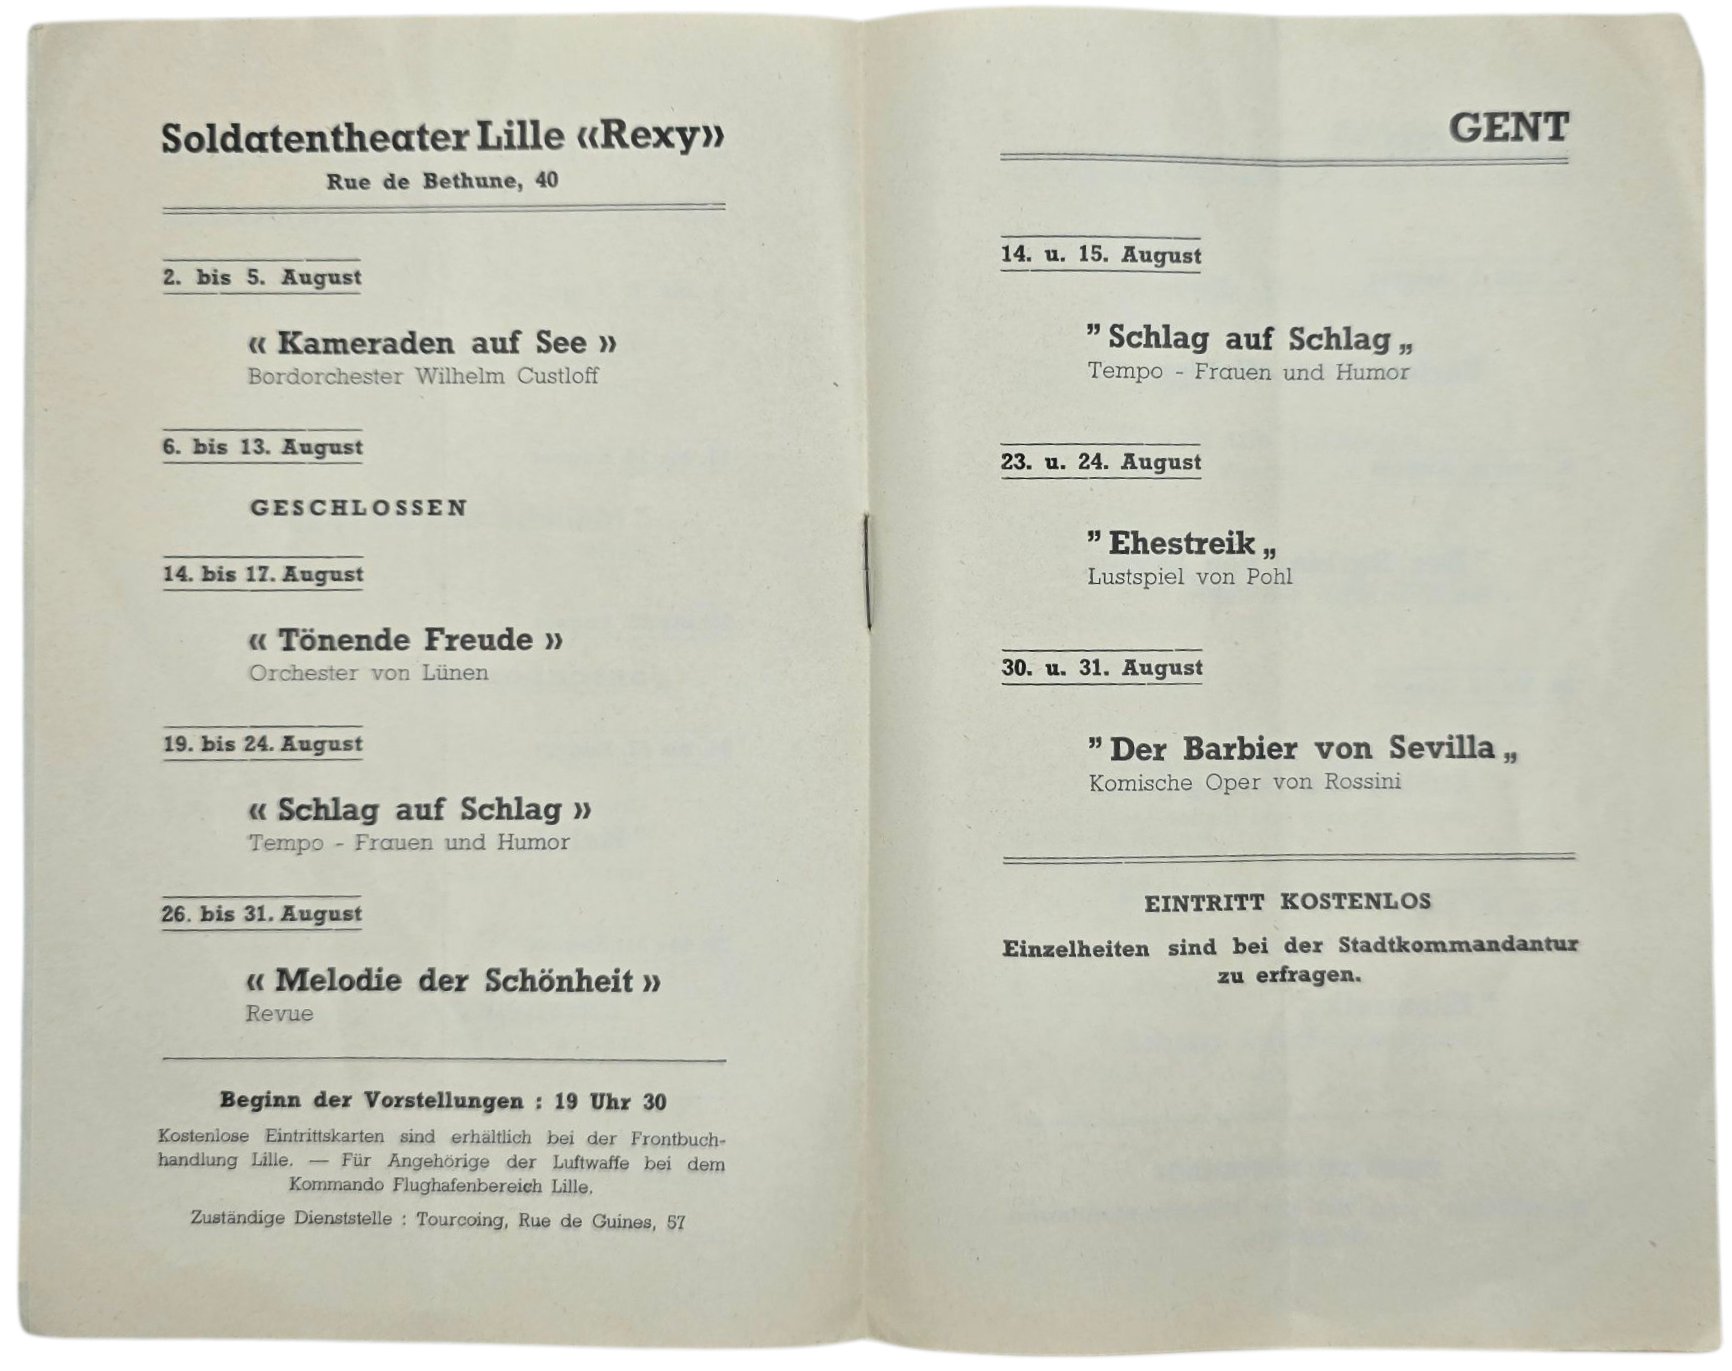 Soldatentheater Lille «Rexy»
Rue de Bethune, 40
2. bis 5. August
« Kameraden auf See »
Bordorchester Wilhelm Custloff
6. bis 13. August
GESCHLOSSEN
14. bis 17. August
« Tönende Freude »
Orchester von Lünen
19. bis 24. August
« Schlag auf Schlag »
Tempo - Frauen und Humor
26. bis 31. August
« Melodie der Schönheit »
Revue
Beginn der Vorstellungen : 19 Uhr 30
Kostenlose Eintrittskarten sind erhältlich bei der Frontbuch-
handlung Lille. — Für Angehörige der Luftwaffe bei dem
Kommando Flughafenbereich Lille.
Zuständige Dienststelle : Tourcoing, Rue de Guines, 57
GENT
14. u. 15. August
” Schlag auf Schlag „
Tempo - Frauen und Humor
23. u. 24. August
” Ehestreik „
Lustspiel von Pohl
30. u. 31. August
” Der Barbier von Sevilla „
Komische Oper von Rossini
EINTRITT KOSTENLOS
Einzelheiten sind bei der Stadtkommandantur
zu erfragen.